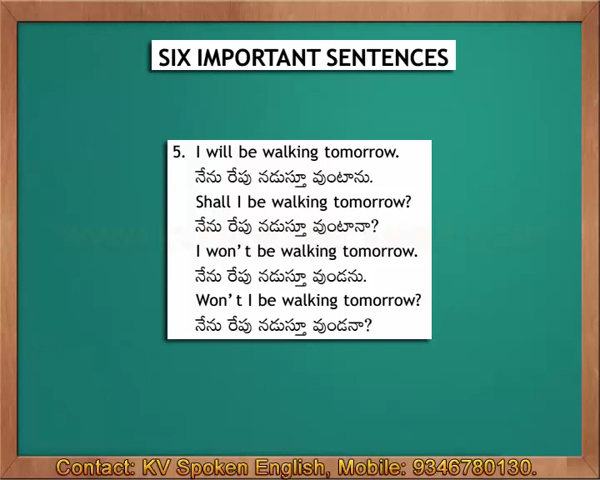 SIX IMPORTANT SENTENCES
5. I will be walking tomorrow.
నేను రేపు నడుస్తూ వుంటాను.
Shall I be walking tomorrow?
నేను రేపు నడుస్తూ వుంటానా?
I won't be walking tomorrow.
నేను రేపు నడుస్తూ వుండను.
Won't I be walking tomorrow?
నేను రేపు నడుస్తూ వుండనా?
Contact: KV Spoken English, Mobile: 9346780130.